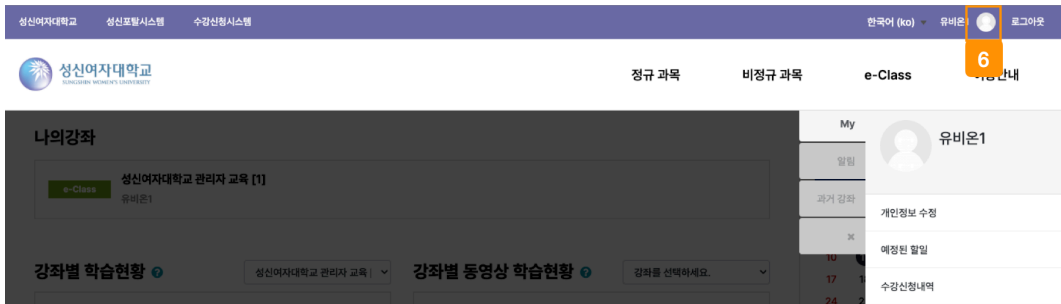 성신여자대학교 성신포탈시스템 수강신청시스템 한국어 (ko) 유비온 로그아웃
6
성신여자대학교
SUNGSHIN WOMEN'S UNIVERSITY
정규 과목 비정규 과목 e-Class
나의강좌
My
유비온1
알림
e-Class 성신여자대학교 관리자 교육 [1]
유비온1
과거 강좌
개인정보 수정
예정된 할일
강좌별 학습현황 성신여자대학교 관리자 교육 강좌별 동영상 학습현황 강좌를 선택하세요.
10
17
수강신청내역
24